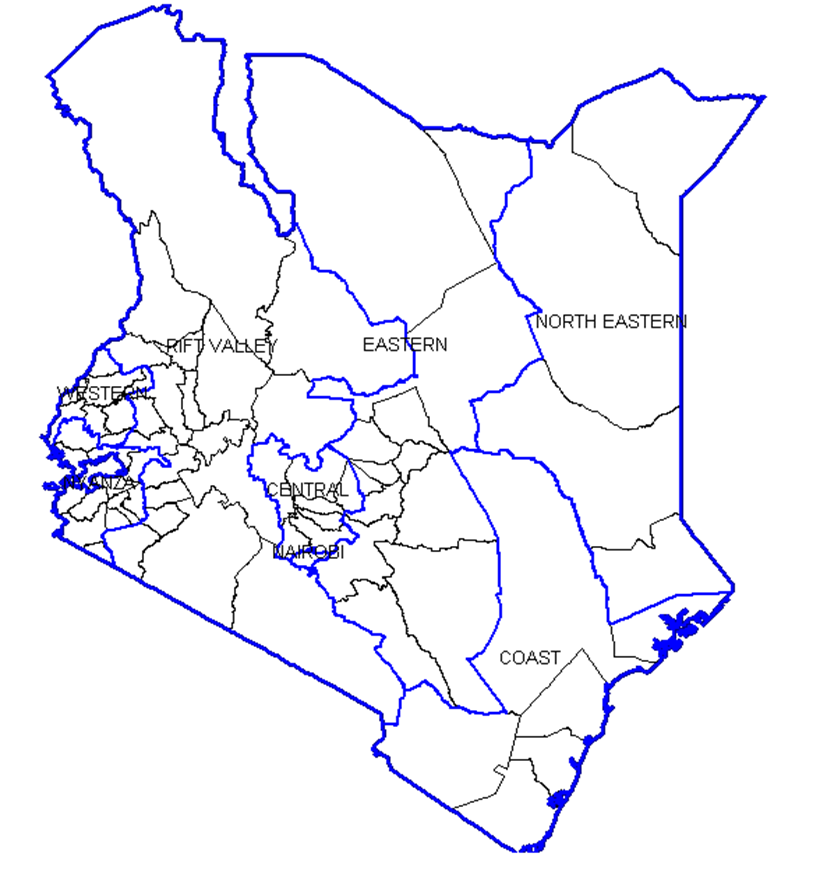 NORTH EASTERN
RIFT VALLEY
EASTERN
WESTERN
NYANZA
CENTRAL
NAIROBI
COAST